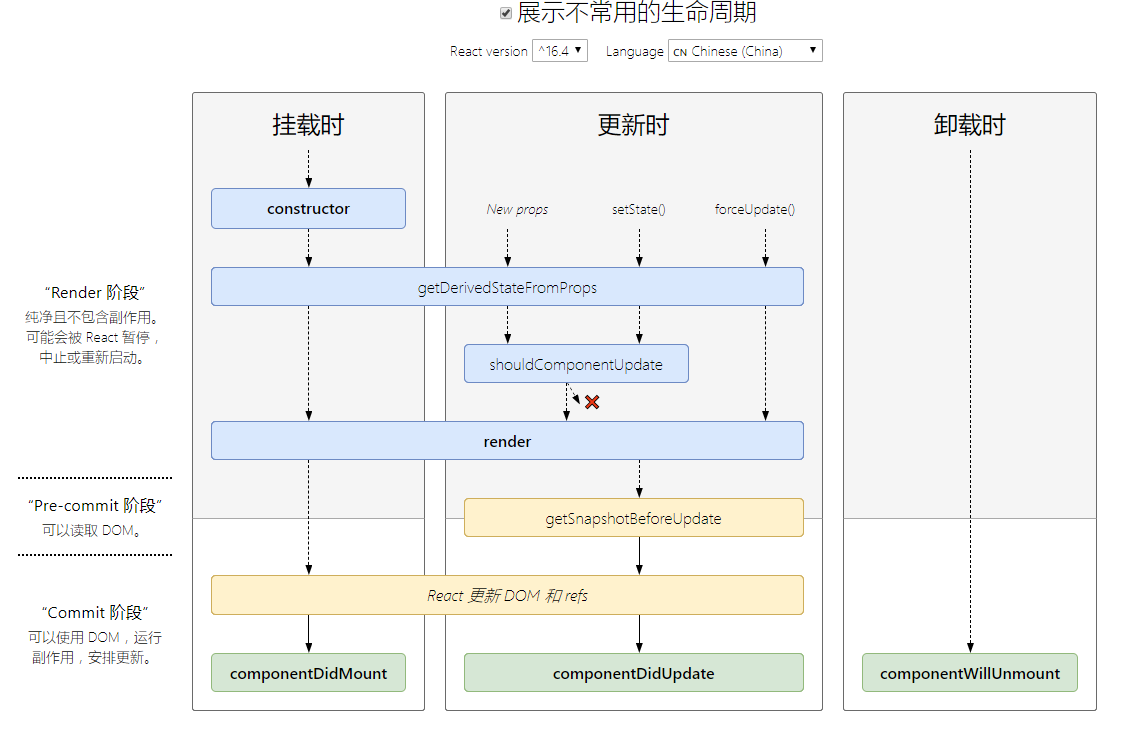 展示不常用的生命周期
React version ^16.4 Language CN Chinese (China)
挂载时
更新时
卸载时
constructor
New props
setState()
forceUpdate()
“Render 阶段”
纯净且不包含副作用。
可能会被 React 暂停，
中止或重新启动。
getDerivedStateFromProps
shouldComponentUpdate
render
“Pre-commit 阶段”
可以读取 DOM。
getSnapshotBeforeUpdate
React 更新 DOM 和 refs
“Commit 阶段”
可以使用 DOM，运行
副作用，安排更新。
componentDidMount
componentDidUpdate
componentWillUnmount